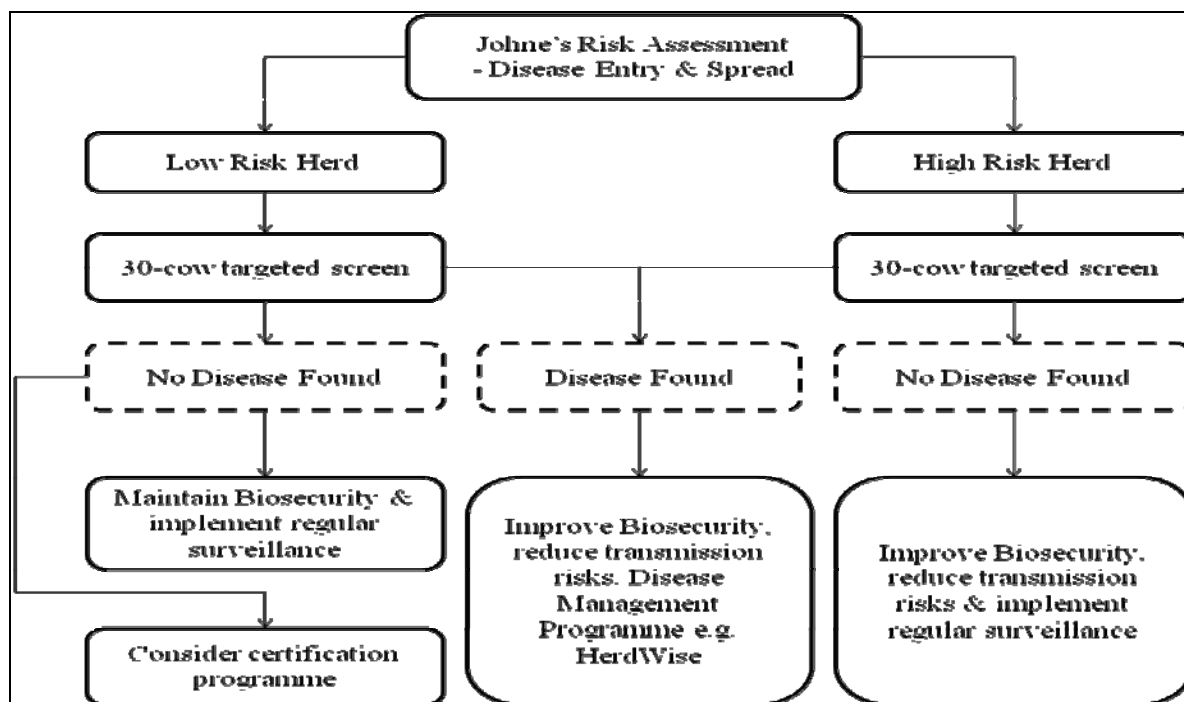 Johne's Risk Assessment
- Disease Entry & Spread
Low Risk Herd
High Risk Herd
30-cow targeted screen
30-cow targeted screen
No Disease Found
Disease Found
No Disease Found
Maintain Biosecurity &
implement regular
surveillance
Improve Biosecurity,
reduce transmission
risks. Disease
Management
Programme e.g.
HerdWise
Improve Biosecurity,
reduce transmission
risks & implement
regular surveillance
Consider certification
programme